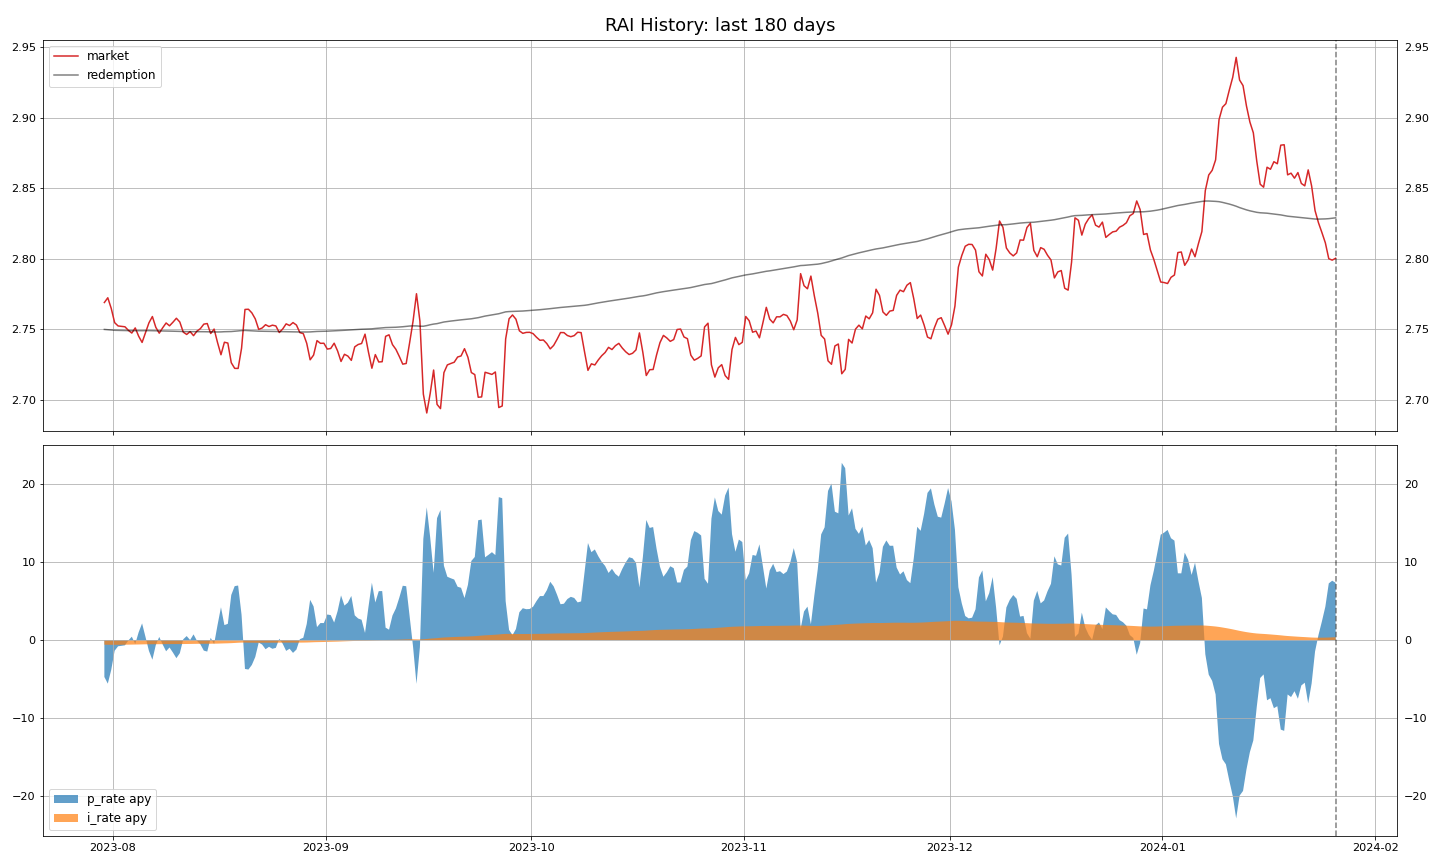 RAI History: last 180 days
market
redemption
2.95 2.95
2.90 2.90
2.85 2.85
2.80 2.80
2.75 2.75
2.70 2.70
20 20
10 10
0 0
−10 −10
−20 −20
p_rate apy
i_rate apy
2023-08 2023-09 2023-10 2023-11 2023-12 2024-01 2024-02